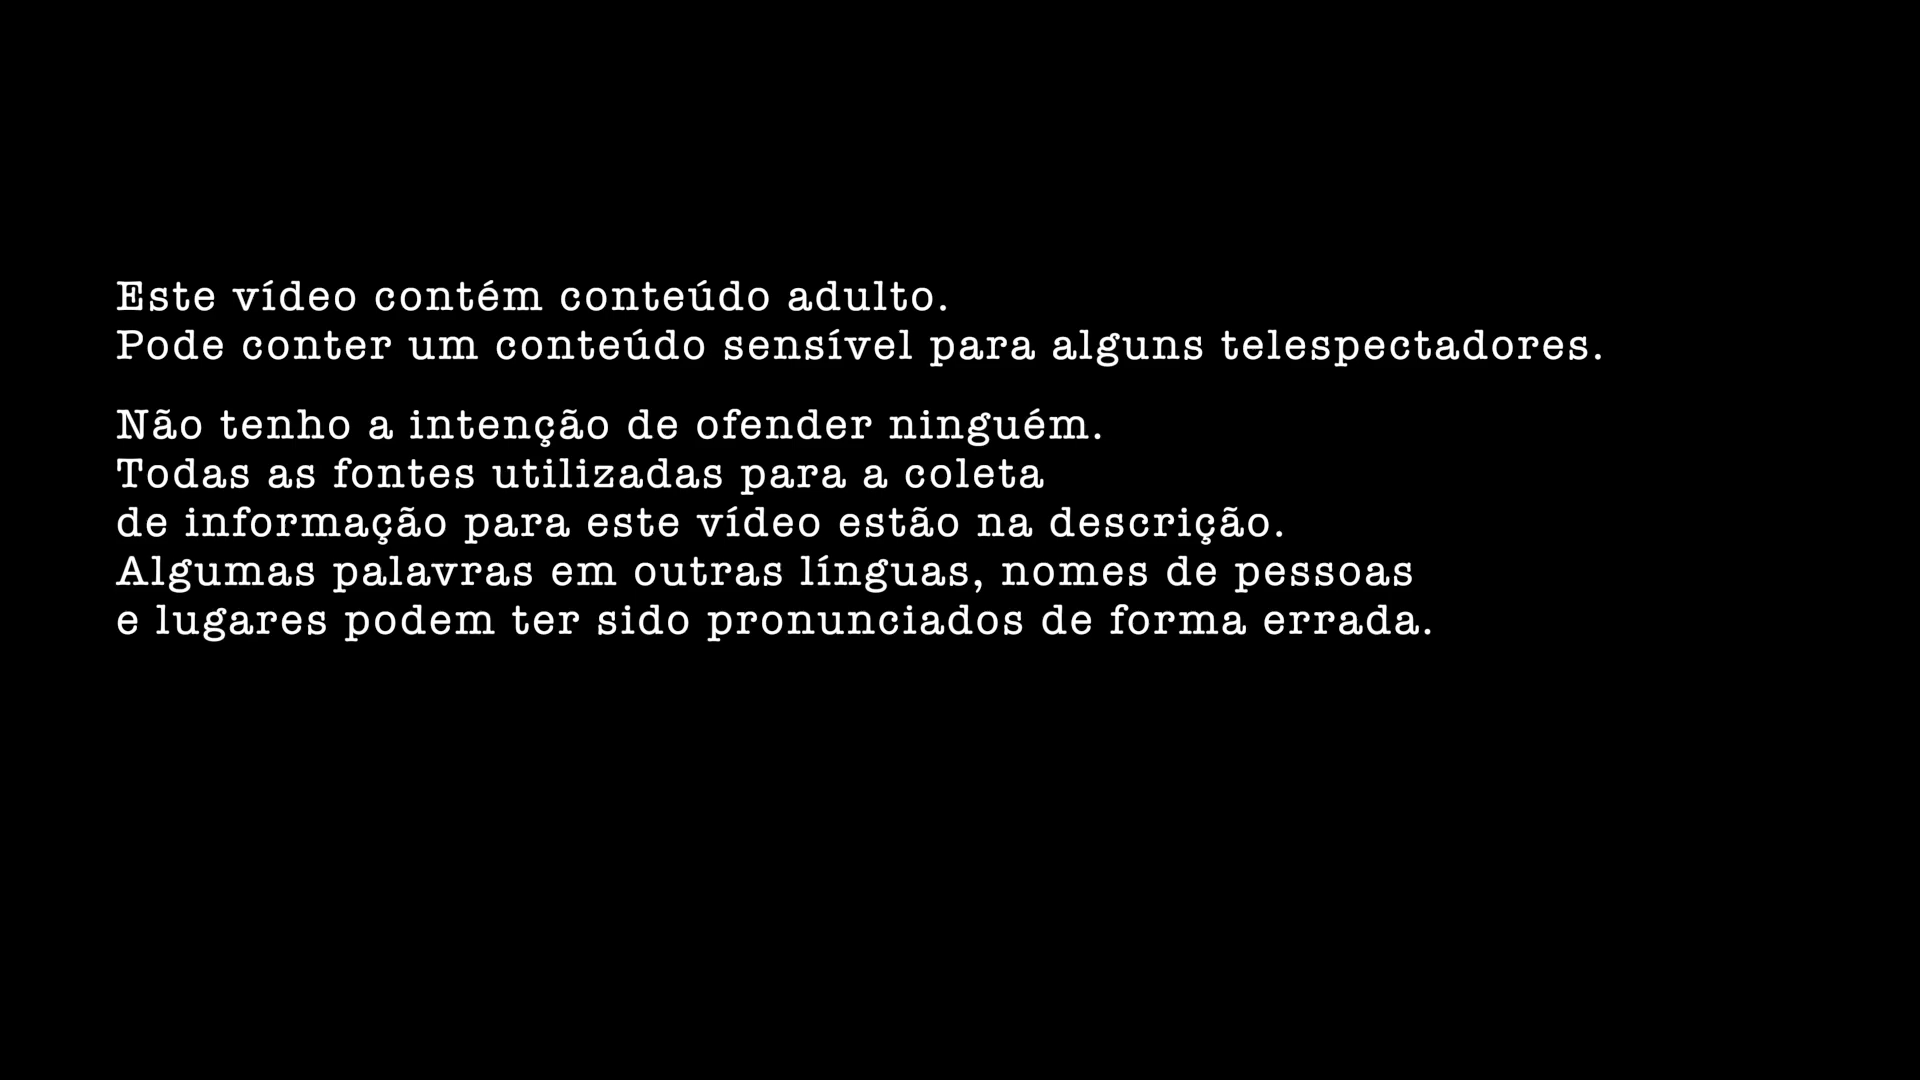 Este vídeo contém conteúdo adulto.
Pode conter um conteúdo sensível para alguns telespectadores.
Não tenho a intenção de ofender ninguém.
Todas as fontes utilizadas para a coleta
de informação para este vídeo estão na descrição.
Algumas palavras em outras línguas, nomes de pessoas
e lugares podem ter sido pronunciados de forma errada.